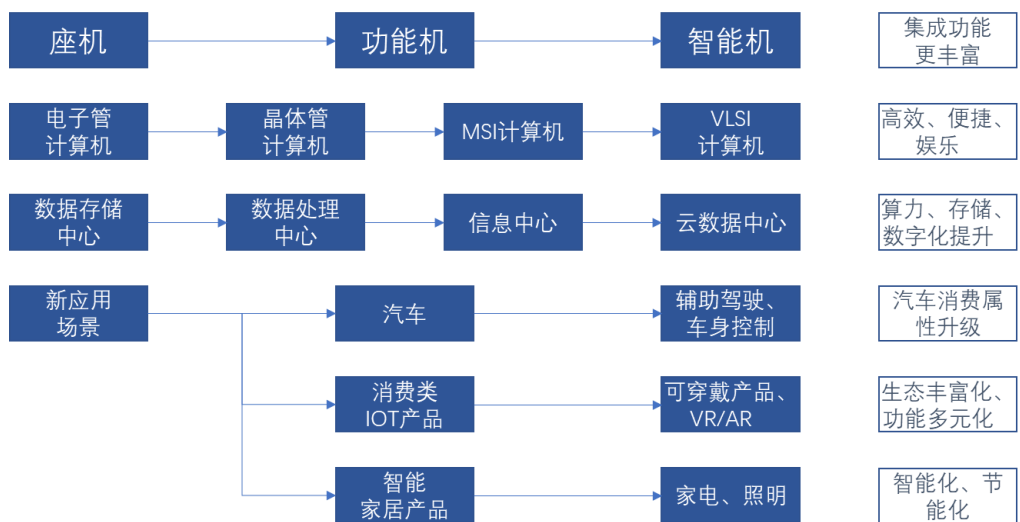 座机
功能机
智能机
集成功能
更丰富
电子管
计算机
晶体管
计算机
MSI计算机
VLSI
计算机
高效、便捷、
娱乐
数据存储
中心
数据处理
中心
信息中心
云数据中心
算力、存储、
数字化提升
新应用
场景
汽车
辅助驾驶、
车身控制
汽车消费属
性升级
消费类
IOT产品
可穿戴产品、
VR/AR
生态丰富化、
功能多元化
智能
家居产品
家电、照明
智能化、节
能化